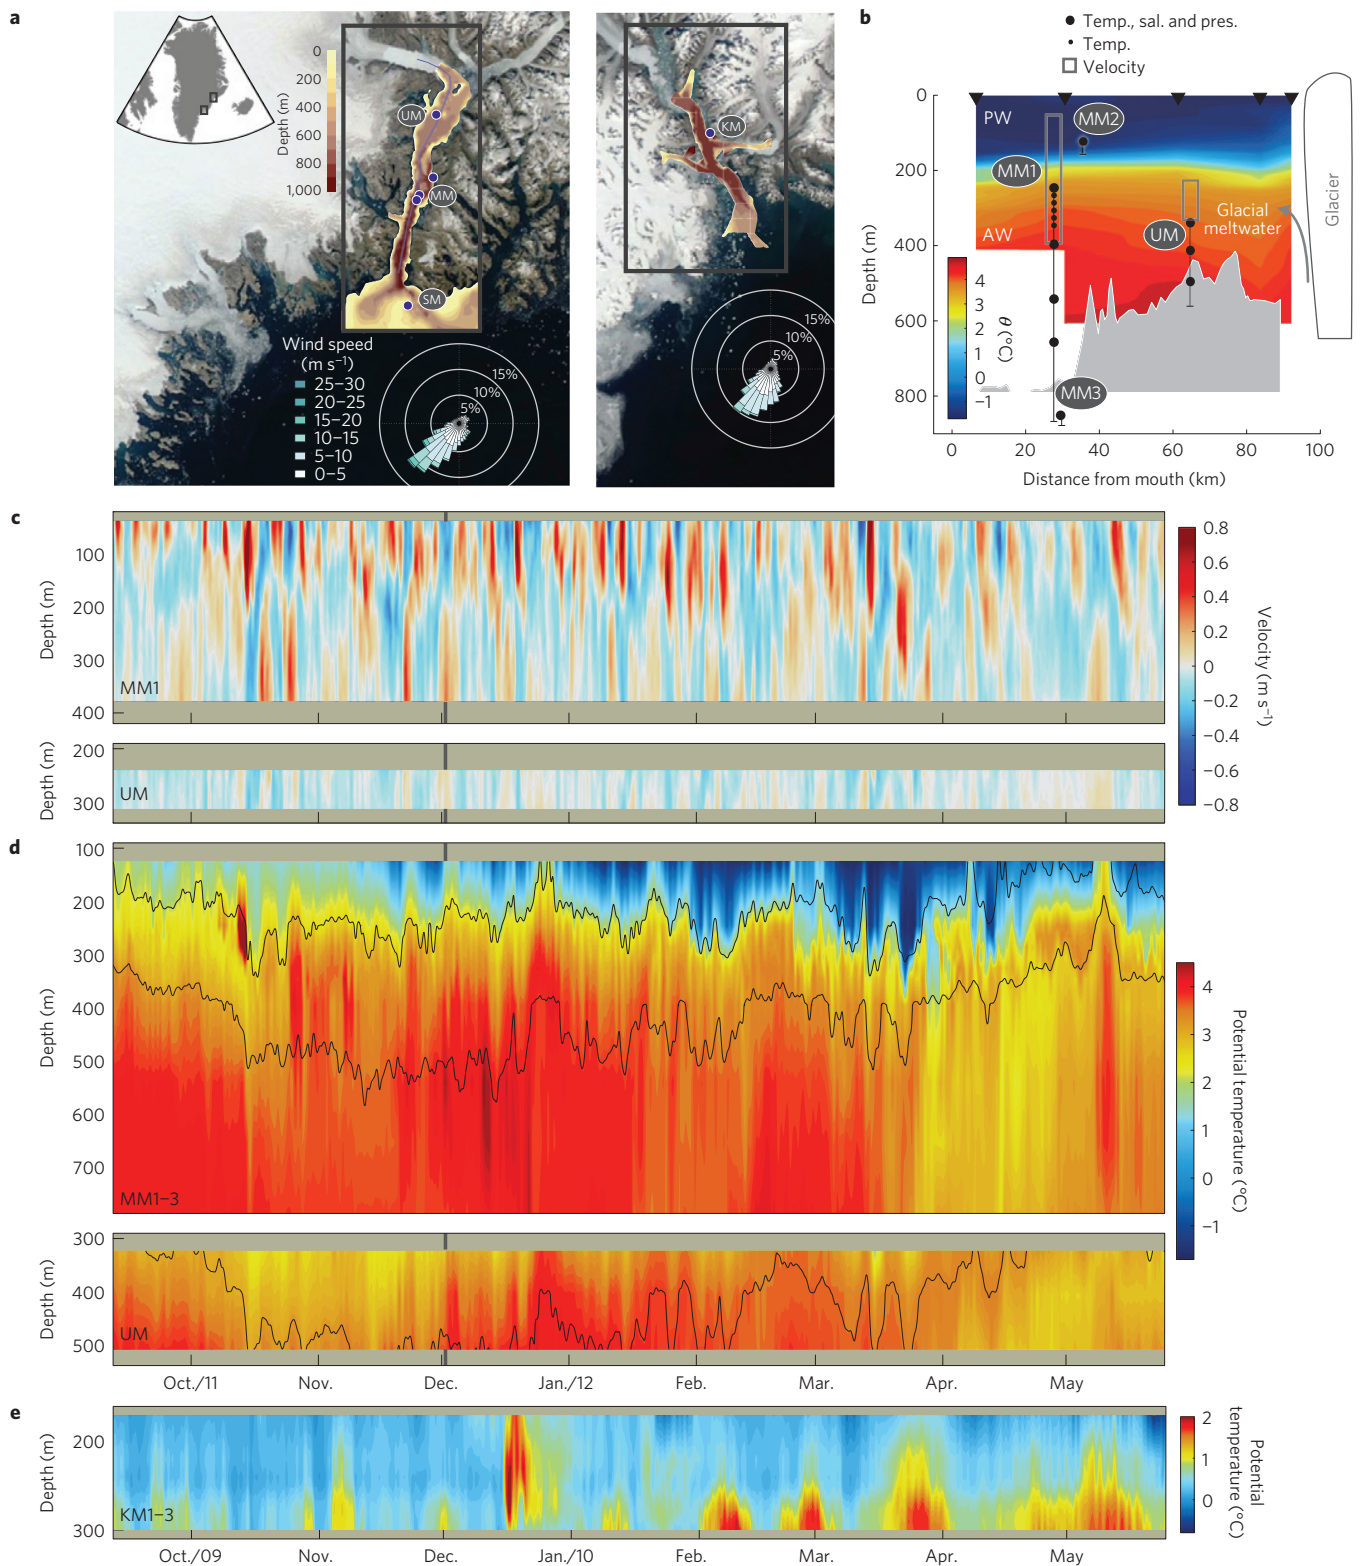 a
Depth (m)
0
200
400
600
800
1,000
UM
MM
SM
KM
Wind speed
(m s⁻¹)
25–30
20–25
15–20
10–15
5–10
0–5
15%
10%
5%
15%
10%
5%
b
Temp., sal. and pres.
Temp.
Velocity
0
200
400
600
800
Depth (m)
PW
MM2
MM1
AW
UM
Glacial
meltwater
Glacier
MM3
4
3
2
1
0
−1
θ (°C)
0
20
40
60
80
100
Distance from mouth (km)
c
100
200
300
400
Depth (m)
MM1
200
300
Depth (m)
UM
0.8
0.6
0.4
0.2
0
−0.2
−0.4
−0.6
−0.8
Velocity (m s⁻¹)
d
100
200
300
400
500
600
700
Depth (m)
MM1–3
300
400
500
Depth (m)
UM
4
3
2
1
0
−1
Potential temperature (°C)
Oct./11
Nov.
Dec.
Jan./12
Feb.
Mar.
Apr.
May
e
200
300
Depth (m)
KM1–3
2
1
0
Potential
temperature (°C)
Oct./09
Nov.
Dec.
Jan./10
Feb.
Mar.
Apr.
May